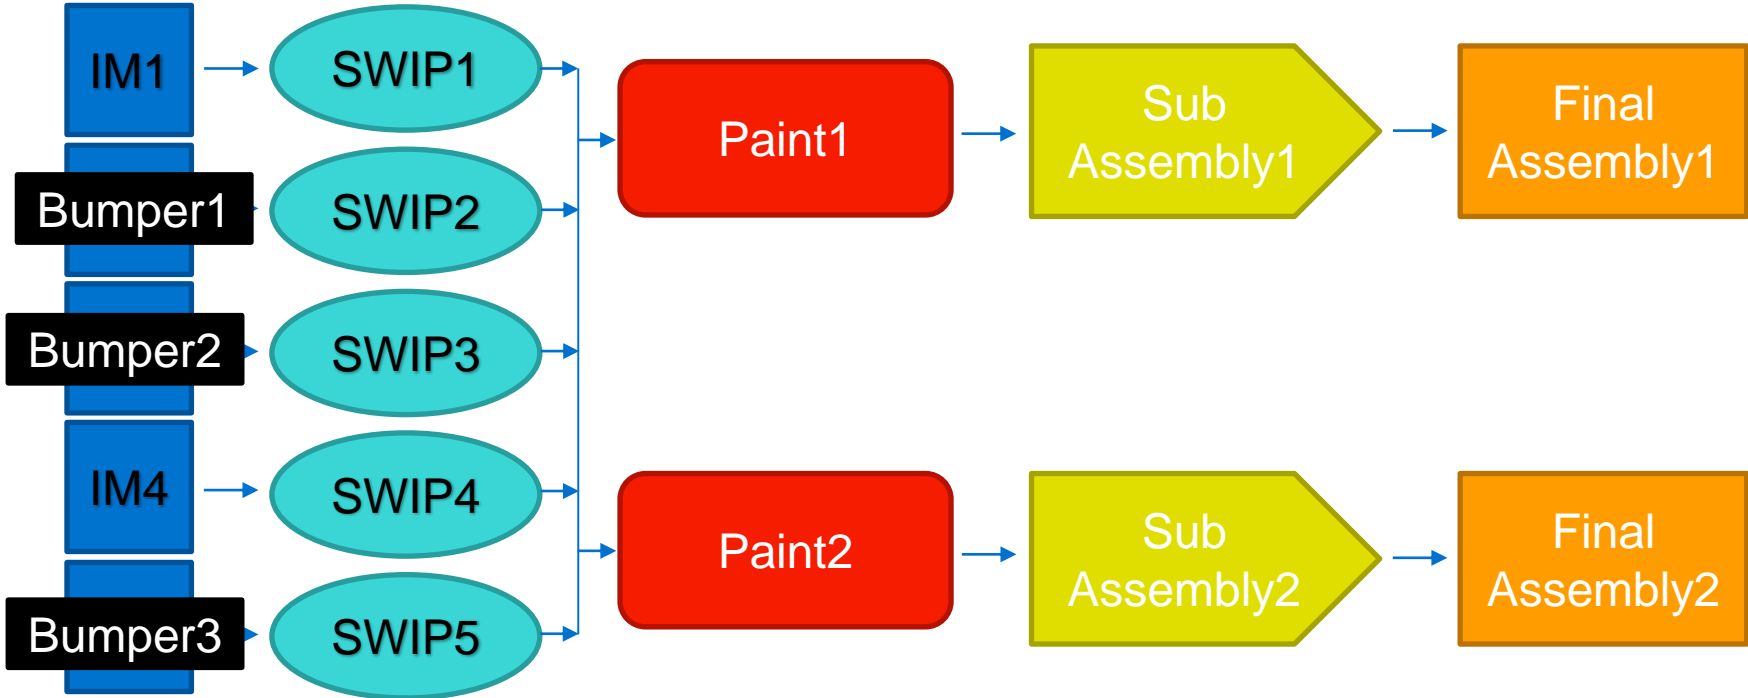 IM1
SWIP1
Paint1
Sub
Assembly1
Final
Assembly1
Bumper1
SWIP2
Bumper2
SWIP3
IM4
SWIP4
Paint2
Sub
Assembly2
Final
Assembly2
Bumper3
SWIP5